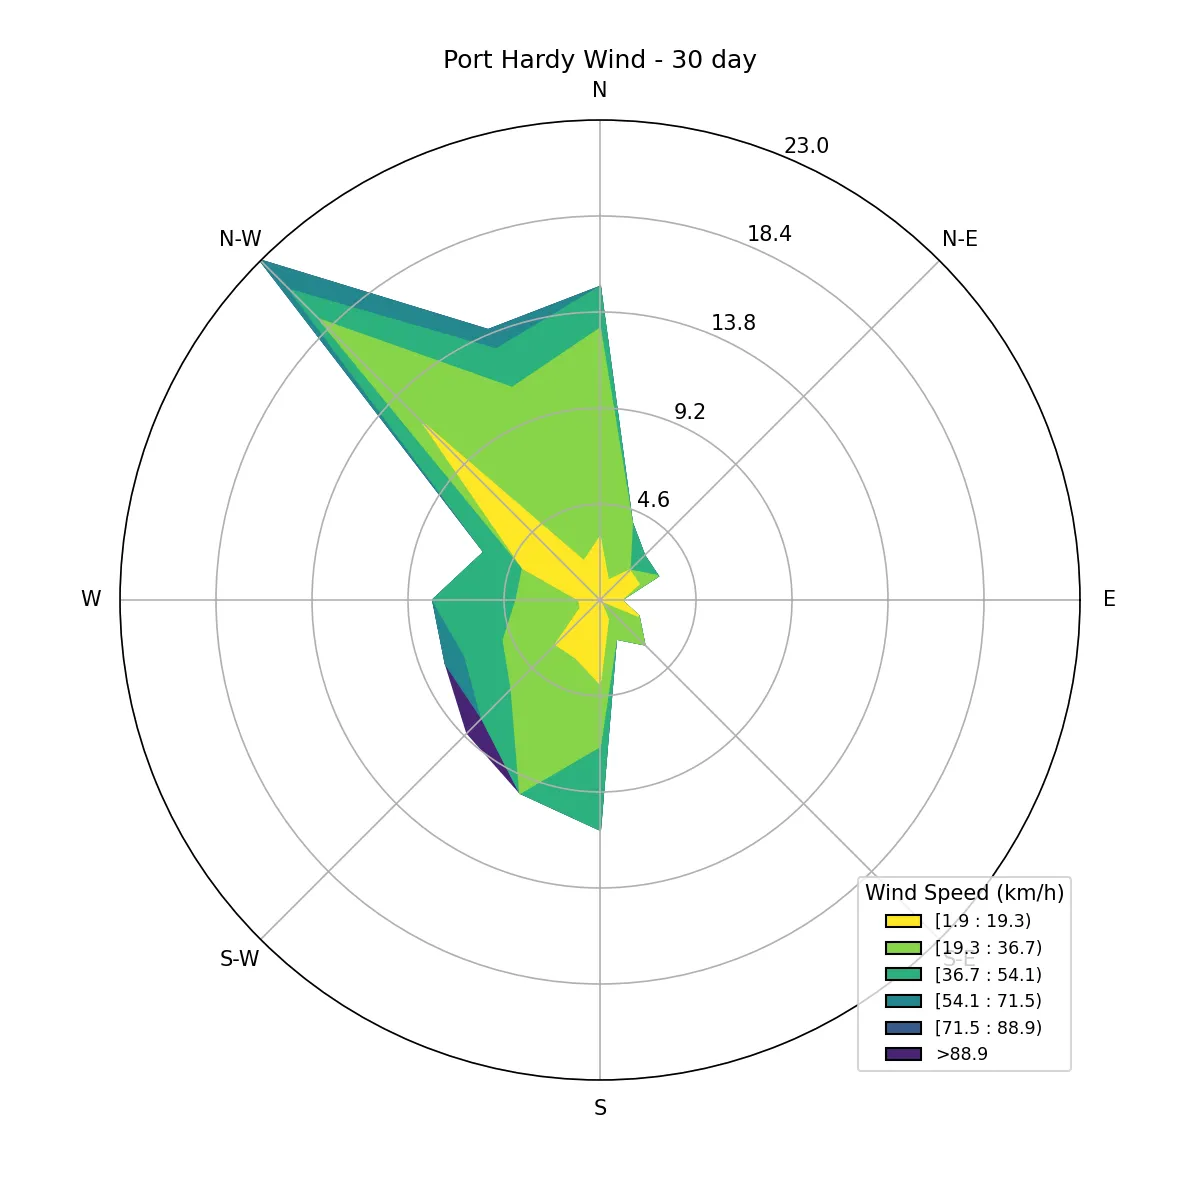 Port Hardy Wind - 30 day
N
23.0
N-W
18.4
N-E
13.8
9.2
4.6
W
E
S-W
S-E
Wind Speed (km/h)
[1.9 : 19.3)
[19.3 : 36.7)
[36.7 : 54.1)
[54.1 : 71.5)
[71.5 : 88.9)
>88.9
S